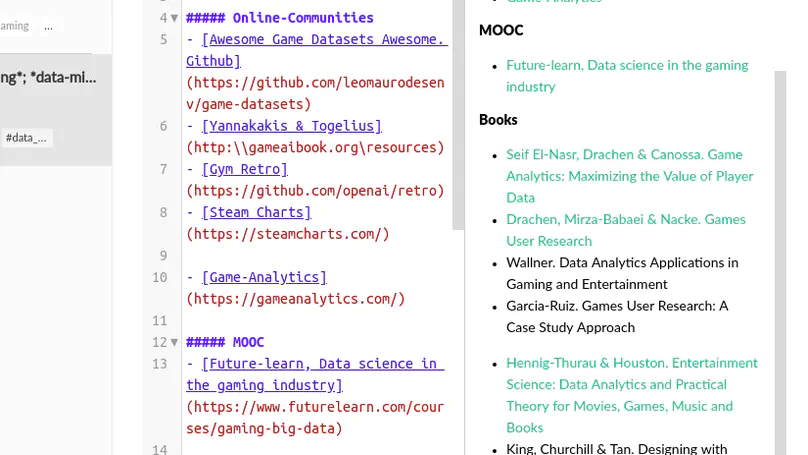 aming ...
ng*; *data-mi...
#data_...
4 ##### Online-Communities
5 - [Awesome Game Datasets Awesome.
Github]
(https://github.com/leomaurodesen
v/game-datasets)
6 - [Yannakakis & Togelius]
(http:\\gameaibook.org\resources)
7 - [Gym Retro]
(https://github.com/openai/retro)
8 - [Steam Charts]
(https://steamcharts.com/)
9
10 - [Game-Analytics]
(https://gameanalytics.com/)
11
12 ##### MOOC
13 - [Future-learn, Data science in
the gaming industry]
(https://www.futurelearn.com/cour
ses/gaming-big-data)
14
Game-Analytics
MOOC
• Future-learn, Data science in the gaming
industry
Books
• Seif El-Nasr, Drachen & Canossa. Game
Analytics: Maximizing the Value of Player
Data
• Drachen, Mirza-Babaei & Nacke. Games
User Research
• Wallner. Data Analytics Applications in
Gaming and Entertainment
• Garcia-Ruiz. Games User Research: A
Case Study Approach
• Hennig-Thurau & Houston. Entertainment
Science: Data Analytics and Practical
Theory for Movies, Games, Music and
Books
• King, Churchill & Tan. Designing with